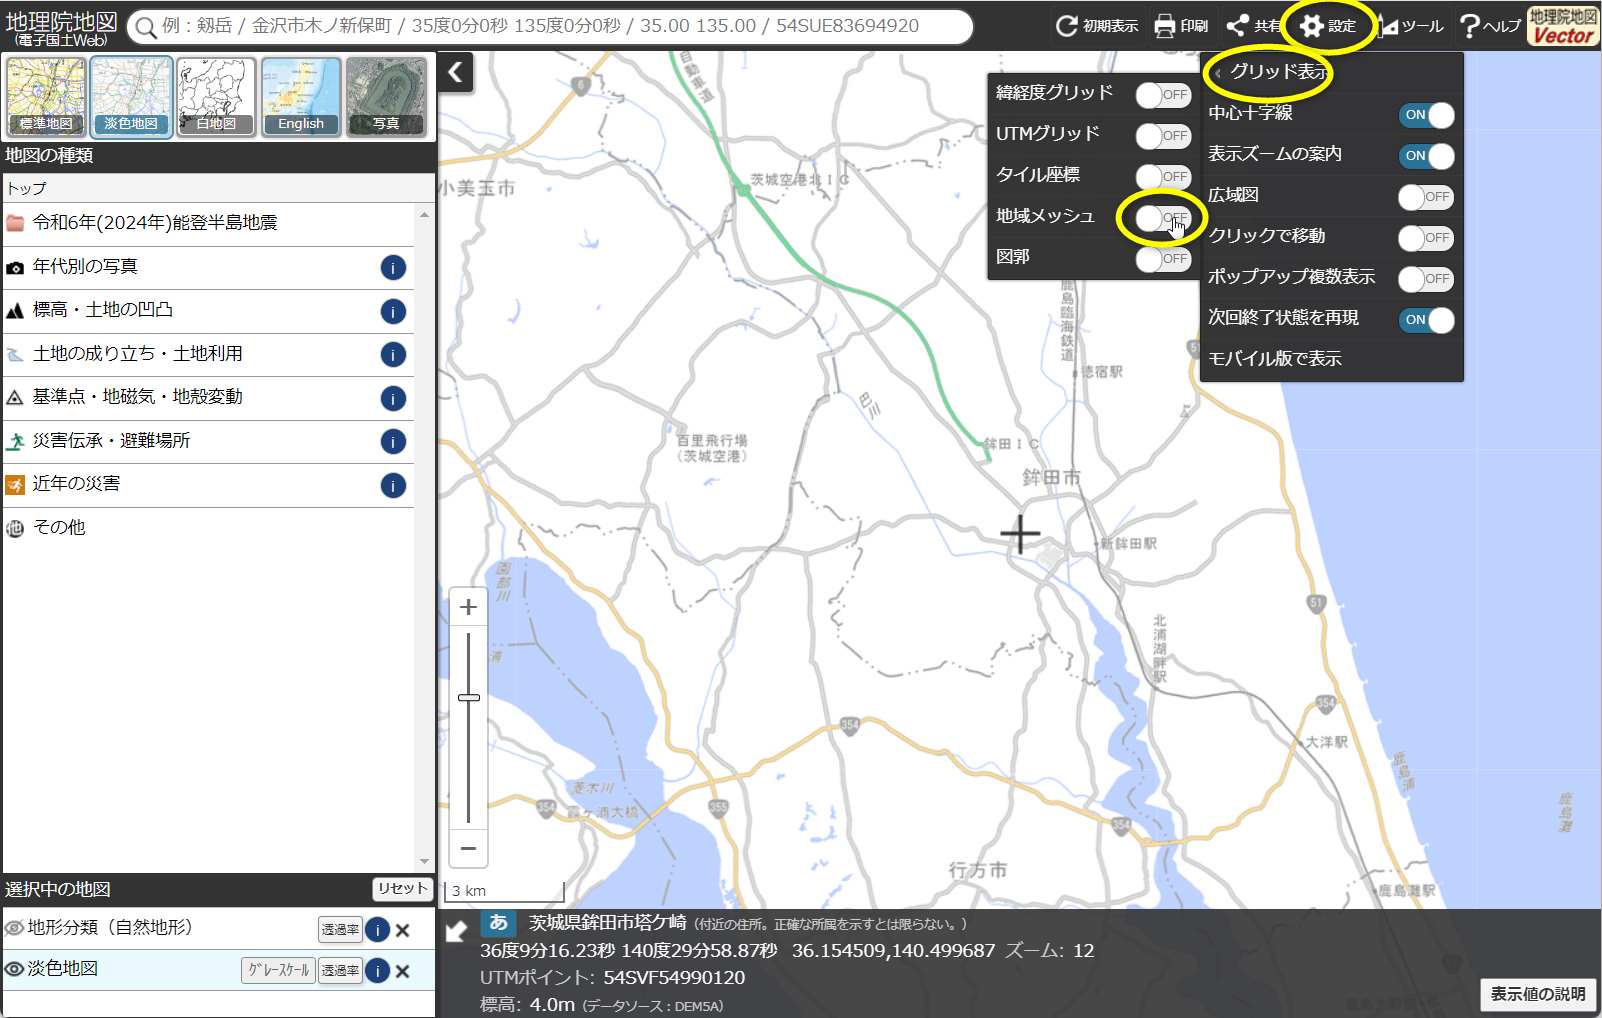 地理院地図
(電子国土Web)
例：剱岳 / 金沢市木ノ新保町 / 35度0分0秒 135度0分0秒 / 35.00 135.00 / 54SUE83694920
初期表示
印刷
共有
設定
ツール
ヘルプ
地理院地図
Vector
標準地図
淡色地図
白地図
English
写真
地図の種類
トップ
令和6年(2024年)能登半島地震
年代別の写真
標高・土地の凹凸
土地の成り立ち・土地利用
基準点・地磁気・地殻変動
災害伝承・避難場所
近年の災害
その他
選択中の地図
リセット
地形分類（自然地形）
透過率
淡色地図
グレースケール
透過率
グリッド表示
中心十字線
ON
表示ズームの案内
ON
広域図
OFF
クリックで移動
OFF
ポップアップ複数表示
OFF
次回終了状態を再現
ON
モバイル版で表示
緯経度グリッド
OFF
UTMグリッド
OFF
タイル座標
OFF
地域メッシュ
OFF
図郭
OFF
6
小美玉市
茨城空港北ＩＣ
鹿島臨海鉄道
徳宿駅
51
巴川
百里飛行場
（茨城空港）
鉾田ＩＣ
鉾田市
新鉾田駅
園部川
51
北浦湖畔駅
354
354
大洋駅
鹿島浦
鹿島灘
菱木川
354
霞ヶ浦大橋
355
354
行方市
鹿島灘駅
3 km
あ
茨城県鉾田市塔ケ崎（付近の住所。正確な所属を示すとは限らない。）
36度9分16.23秒 140度29分58.87秒 36.154509,140.499687 ズーム: 12
UTMポイント: 54SVF54990120
標高: 4.0m（データソース：DEM5A）
表示値の説明